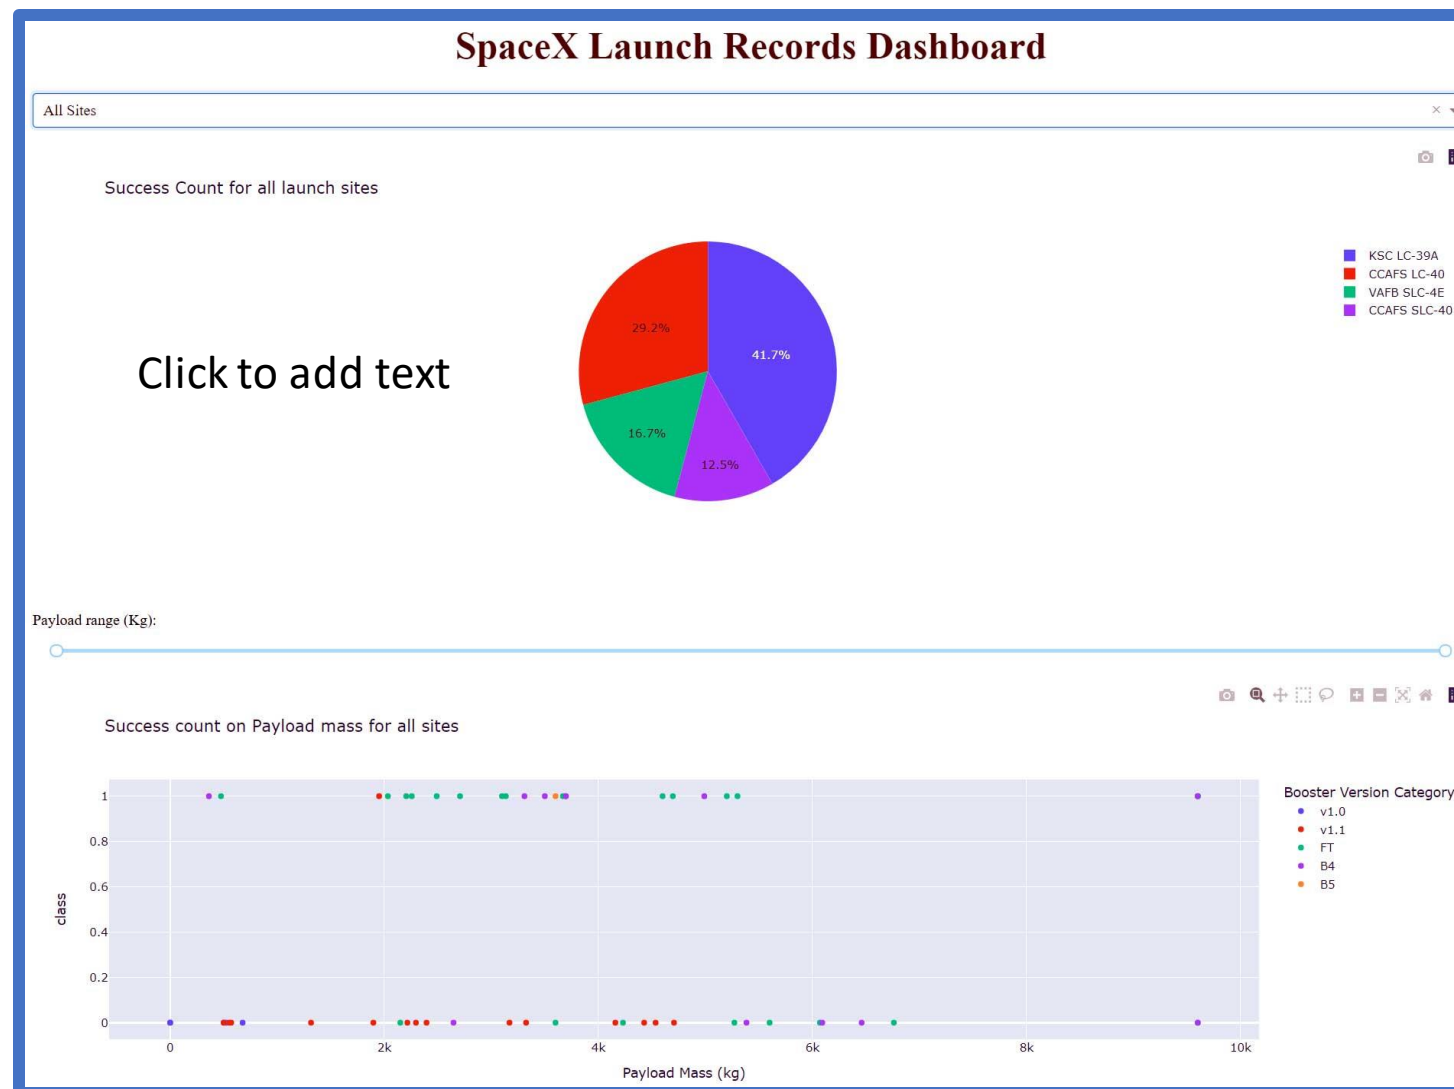 SpaceX Launch Records Dashboard
All Sites
Success Count for all launch sites
KSC LC-39A
CCAFS LC-40
VAFB SLC-4E
CCAFS SLC-40
29.2%
41.7%
Click to add text
16.7%
12.5%
Payload range (Kg):
Success count on Payload mass for all sites
Booster Version Category
v1.0
v1.1
FT
B4
B5
1
0.8
0.6
0.4
0.2
0
class
0 2k 4k 6k 8k 10k
Payload Mass (kg)